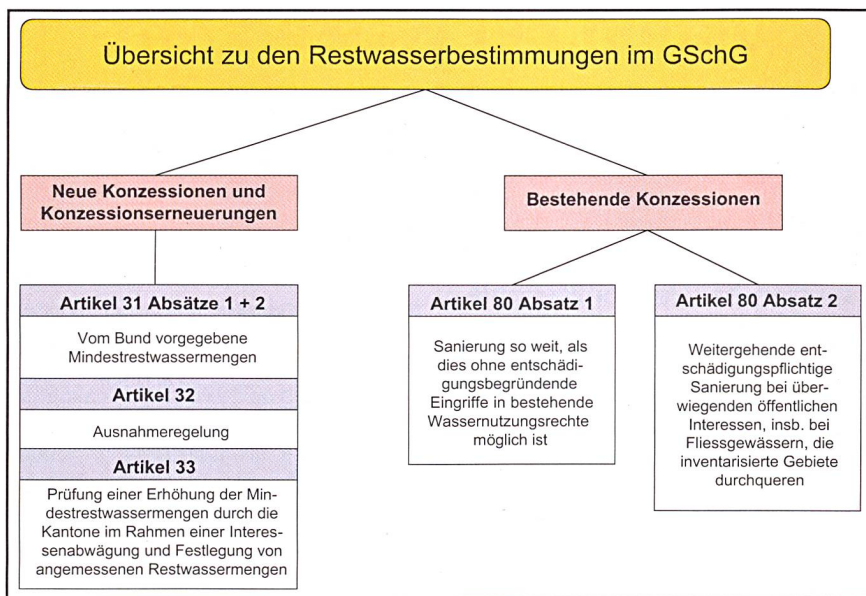 Übersicht zu den Restwasserbestimmungen im GSchG
Neue Konzessionen und
Konzessionserneuerungen
Artikel 31 Absätze 1 + 2
Vom Bund vorgegebene
Mindestrestwassermengen
Artikel 32
Ausnahmeregelung
Artikel 33
Prüfung einer Erhöhung der Min-
destrestwassermengen durch die
Kantone im Rahmen einer Interes-
senabwägung und Festlegung von
angemessenen Restwassermengen
Bestehende Konzessionen
Artikel 80 Absatz 1
Sanierung so weit, als
dies ohne entschädi-
gungsbegründende
Eingriffe in bestehende
Wassernutzungsrechte
möglich ist
Artikel 80 Absatz 2
Weitergehende ent-
schädigungspflichtige
Sanierung bei über-
wiegenden öffentlichen
Interessen, insb. bei
Fliessgewässern, die
inventarisierte Gebiete
durchqueren